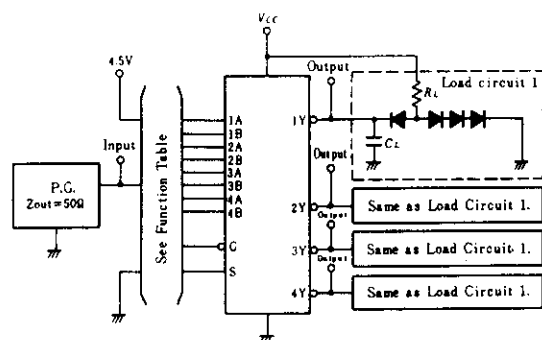 Vcc
4.5V
Output
Load circuit 1
RL
1Y
CL
Input
1A
1B
2A
2B
3A
3B
4A
4B
G
S
See Function Table
P.G.
Zout=50Ω
Output
2Y
Same as Load Circuit 1.
Output
3Y
Same as Load Circuit 1.
Output
4Y
Same as Load Circuit 1.